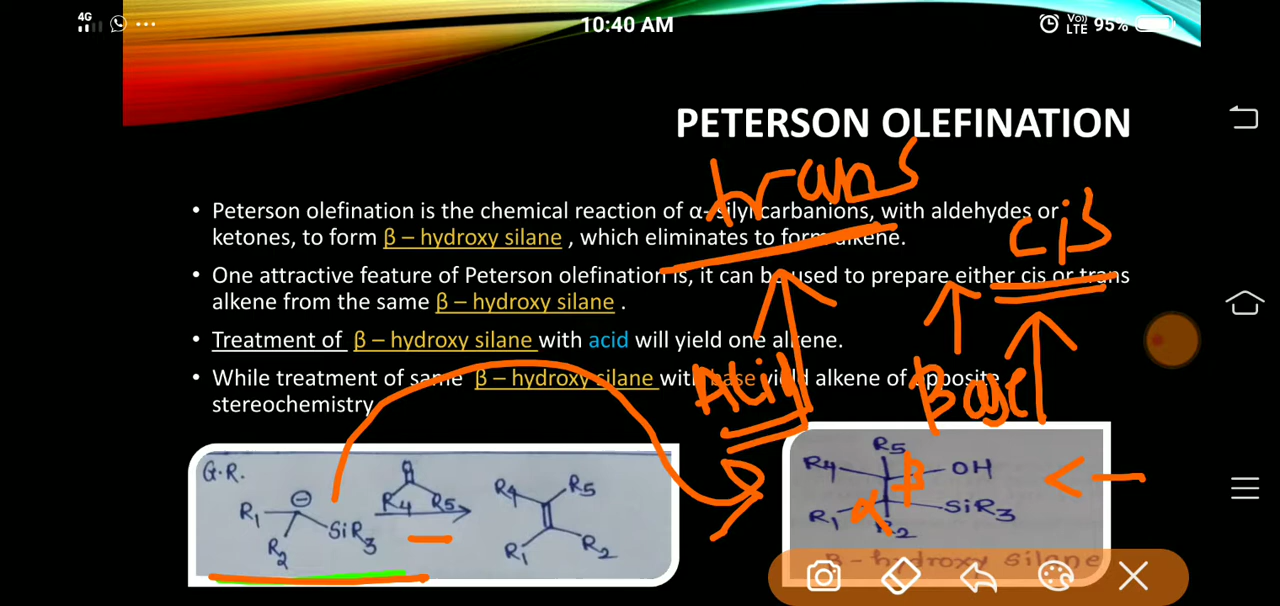 4G
10:40 AM
Vo)) LTE 95%
PETERSON OLEFINATION
trans
• Peterson olefination is the chemical reaction of α- silyl carbanions, with aldehydes or
ketones, to form β – hydroxy silane , which eliminates to form alkene.
cis
• One attractive feature of Peterson olefination is, it can be used to prepare either cis or trans
alkene from the same β – hydroxy silane .
• Treatment of β – hydroxy silane with acid will yield one alkene.
• While treatment of same β – hydroxy silane with base yield alkene of opposite
stereochemistry
Acid
Base
G.R.
R1 ⊖ SiR3 R2
R4 R5
R4 R5 R1 R2
R5
R4 β OH
R1 α SiR3
R2
β - hydroxy silane